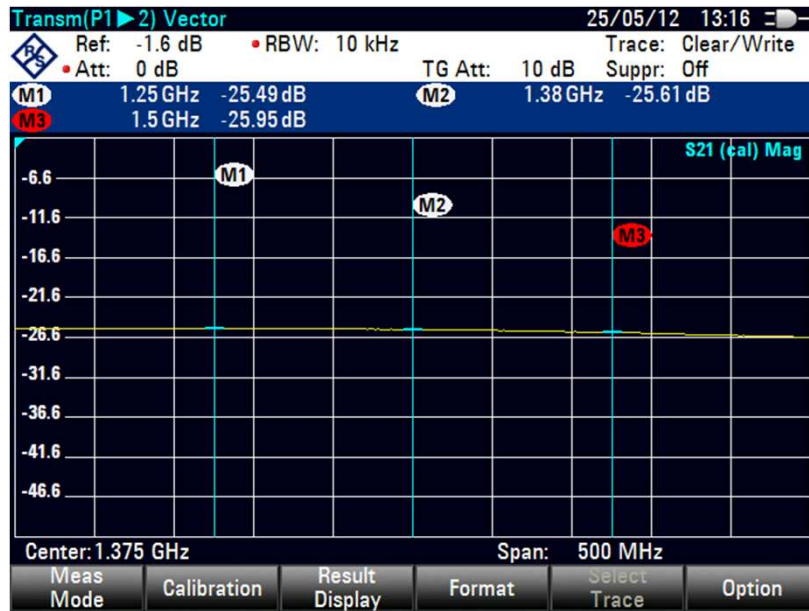 Transm(P1►2) Vector 25/05/12 13:16
Ref: -1.6 dB • RBW: 10 kHz Trace: Clear/Write
• Att: 0 dB TG Att: 10 dB Suppr: Off
M1 1.25 GHz -25.49 dB M2 1.38 GHz -25.61 dB
M3 1.5 GHz -25.95 dB
S21 (cal) Mag
-6.6 M1
M2
-11.6
M3
-16.6
-21.6
-26.6
-31.6
-36.6
-41.6
-46.6
Center: 1.375 GHz Span: 500 MHz
Meas Mode Calibration Result Display Format Select Trace Option